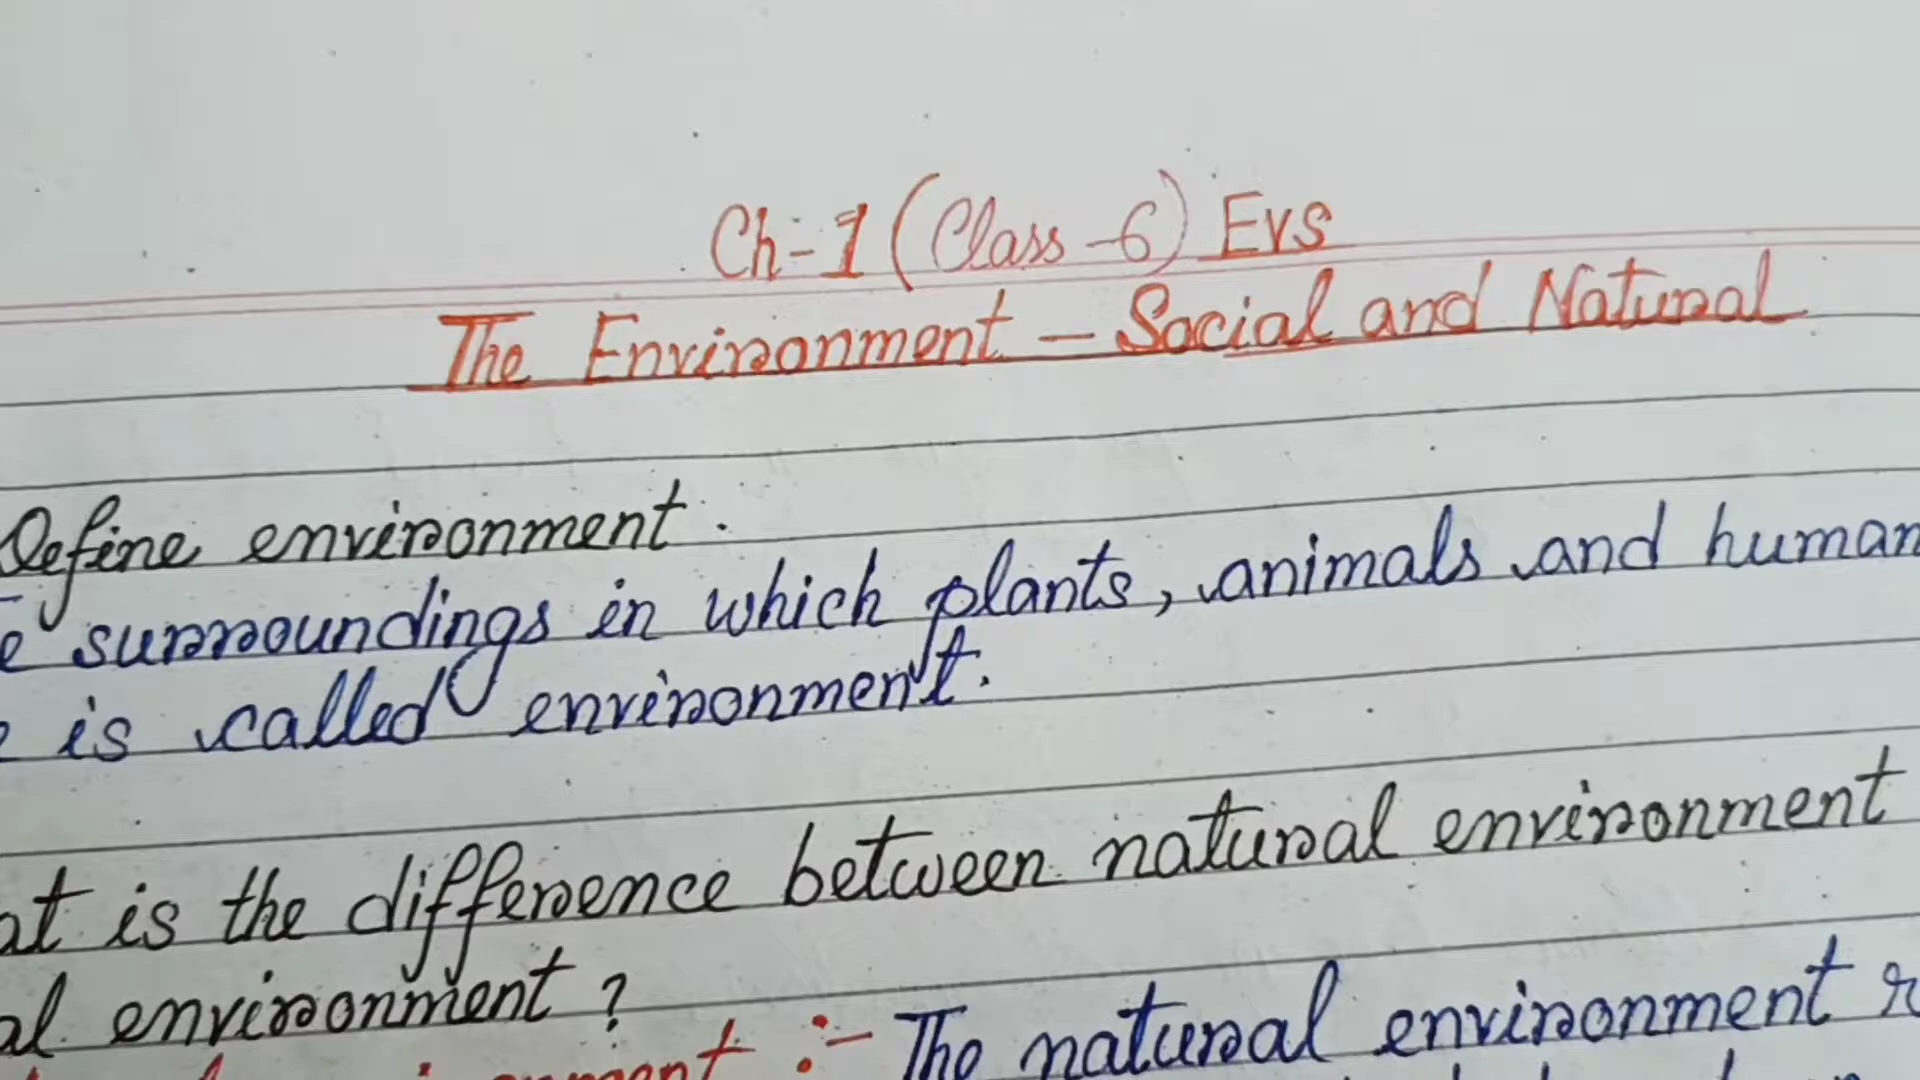 Ch-1 (Class-6) Evs
The Environment - Social and Natural
Define environment.
surroundings in which plants, animals and human
is called environment.
is the difference between natural environment
environment ?
:- The natural environment